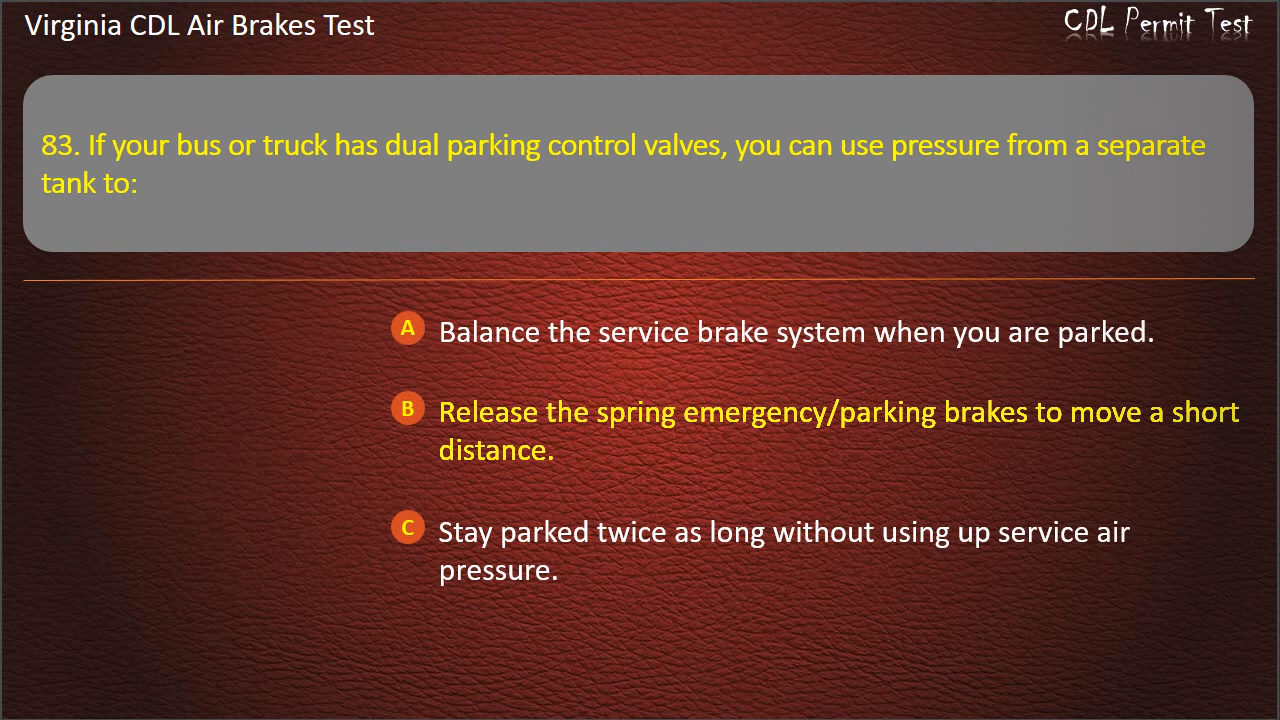 Virginia CDL Air Brakes Test
CDL Permit Test
83. If your bus or truck has dual parking control valves, you can use pressure from a separate
tank to:
A Balance the service brake system when you are parked.
B Release the spring emergency/parking brakes to move a short
distance.
C Stay parked twice as long without using up service air
pressure.